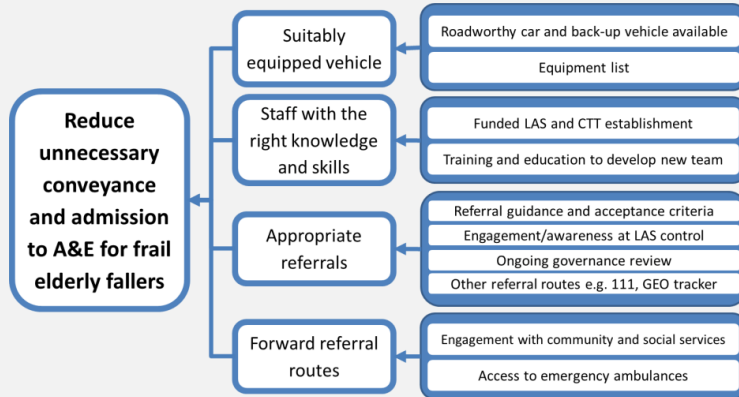 Reduce
unnecessary
conveyance
and admission
to A&E for frail
elderly fallers
Suitably
equipped vehicle
Roadworthy car and back-up vehicle available
Equipment list
Staff with the
right knowledge
and skills
Funded LAS and CTT establishment
Training and education to develop new team
Appropriate
referrals
Referral guidance and acceptance criteria
Engagement/awareness at LAS control
Ongoing governance review
Other referral routes e.g. 111, GEO tracker
Forward referral
routes
Engagement with community and social services
Access to emergency ambulances